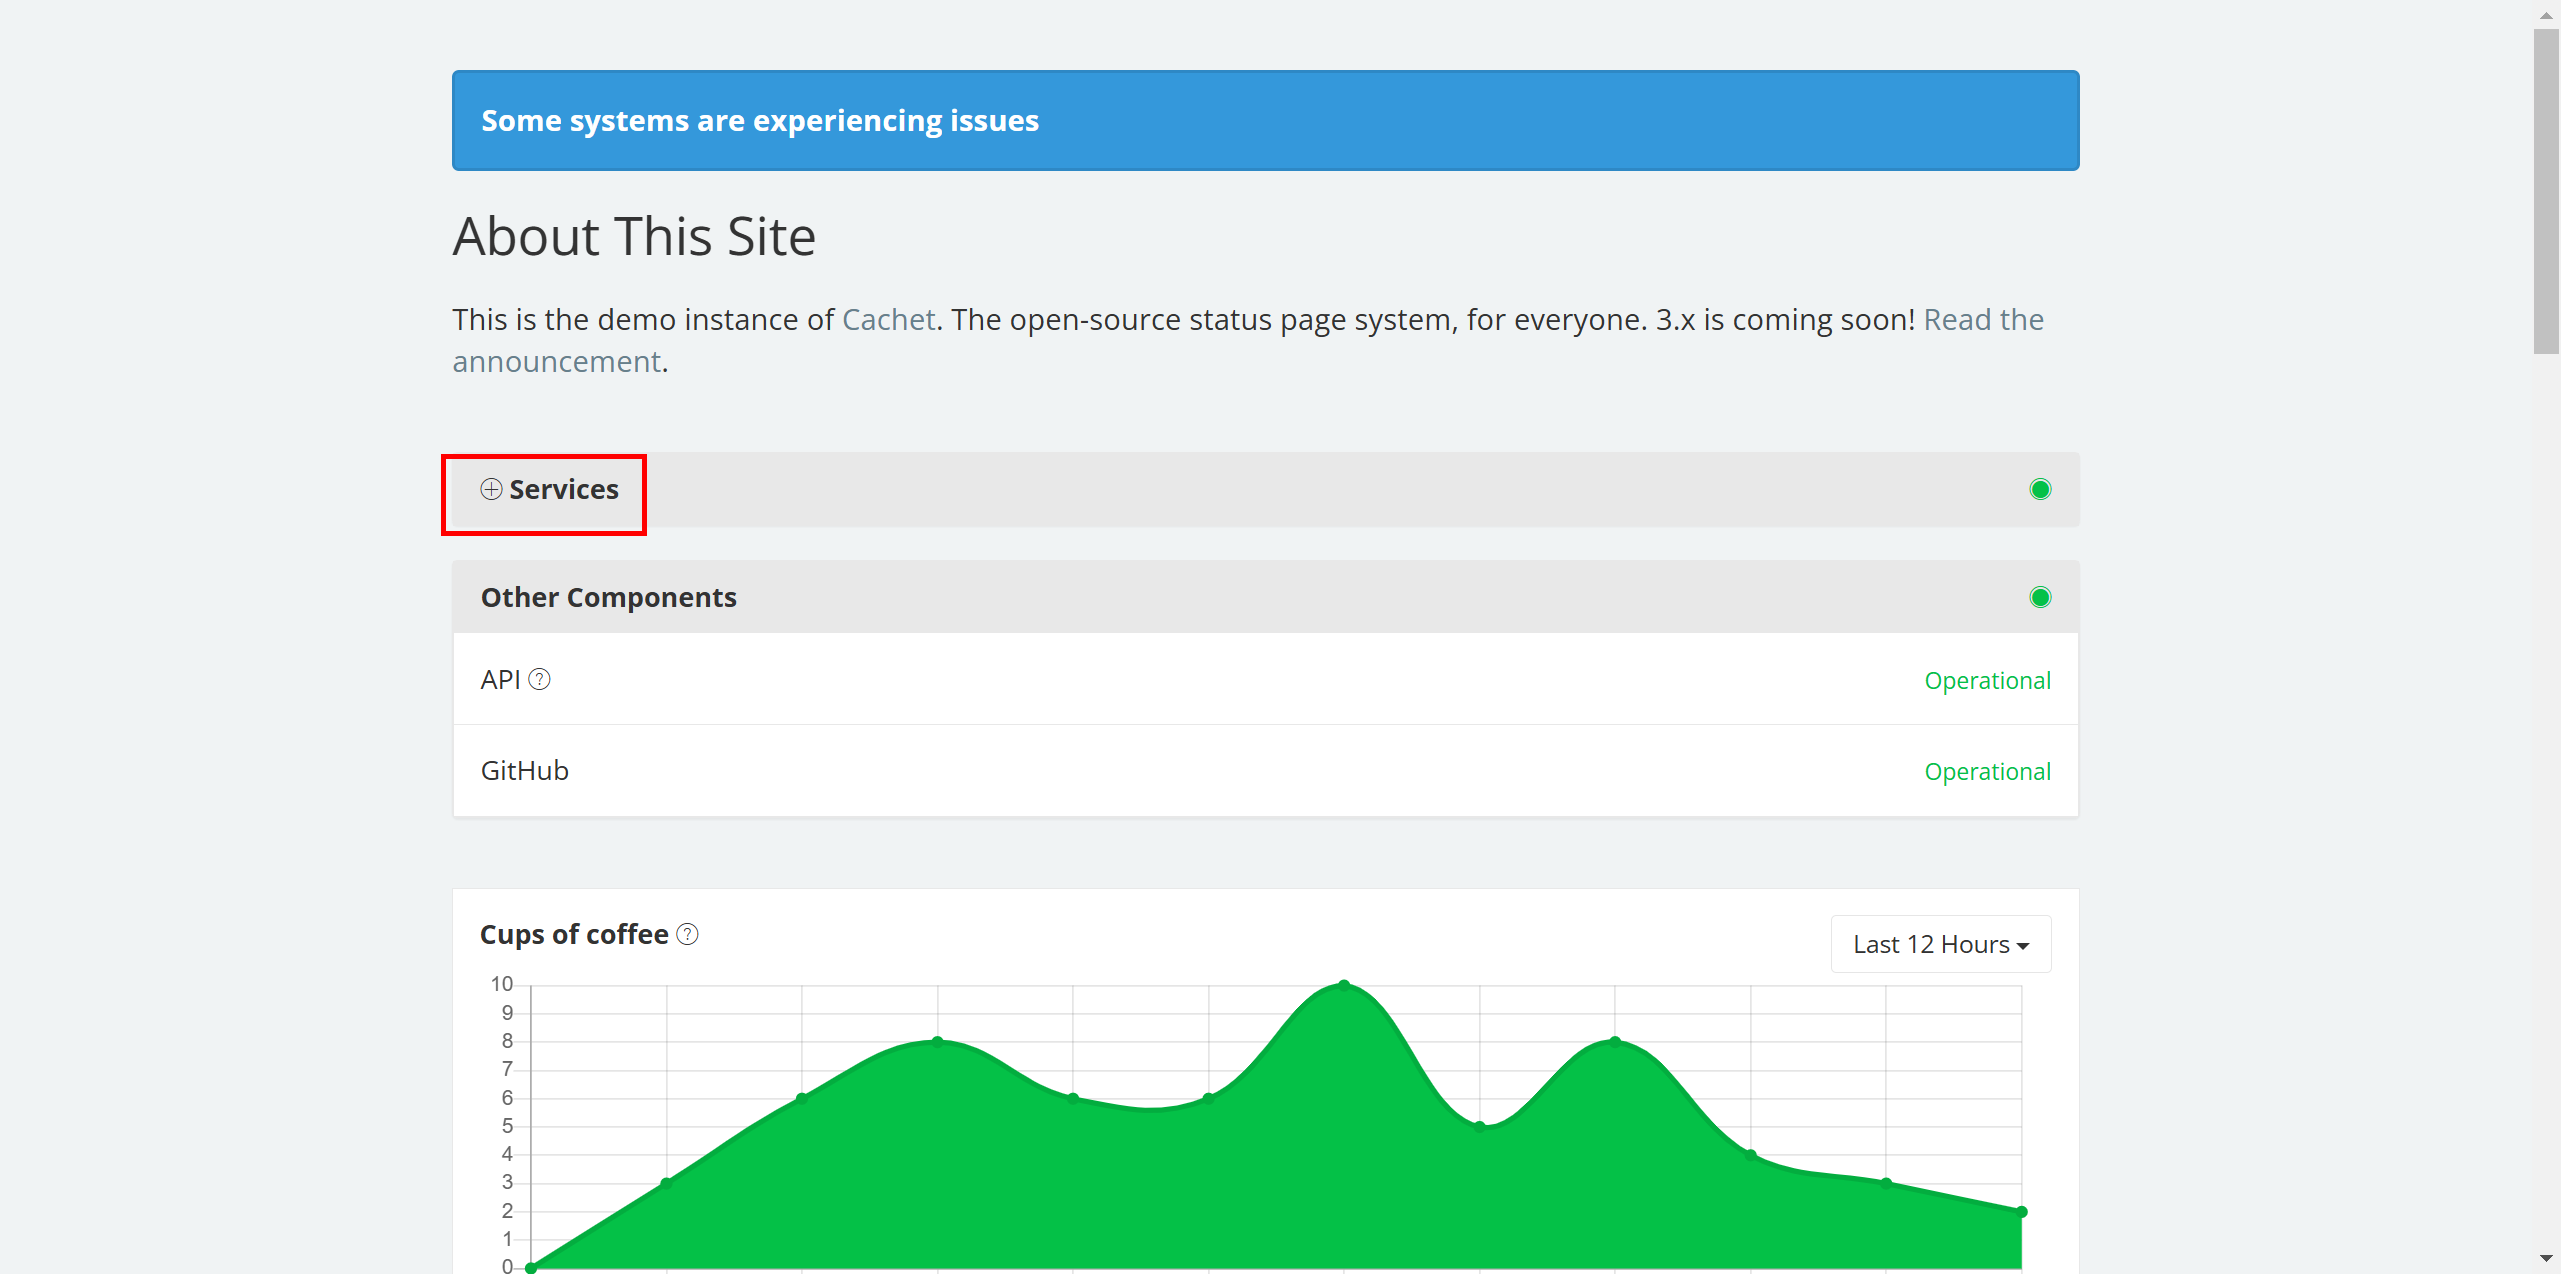 Some systems are experiencing issues
About This Site
This is the demo instance of Cachet. The open-source status page system, for everyone. 3.x is coming soon! Read the
announcement.
Services
Other Components
API ?
Operational
GitHub
Operational
Cups of coffee ?
Last 12 Hours
10
9
8
7
6
5
4
3
2
1
0